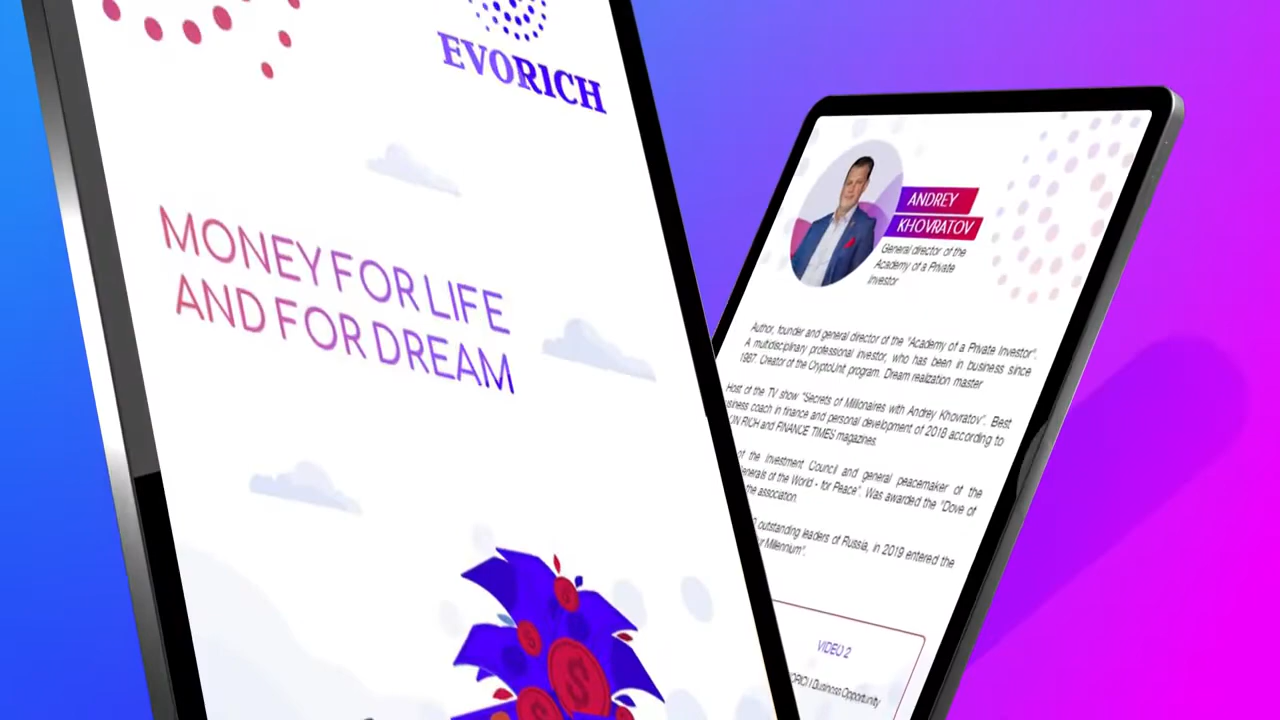 EVORICH
MONEY FOR LIFE
AND FOR DREAM
ANDREY
KHOVRATOV
General director of the
Academy of a Private
Investor
Author, founder and general director of the "Academy of a Private Investor".
A multidisciplinary professional investor, who has been in business since
1987. Creator of the CryptoUnit program. Dream realization master
Host of the TV show "Secrets of Millionaires with Andrey Khovratov". Best
coach in finance and personal development of 2018 according to
RICH and FINANCE TIMES magazines.
of the Investment Council and general peacemaker of the
of the World - for Peace". Was awarded the "Dove of
the association.
outstanding leaders of Russia, in 2019 entered the
Millennium".
VIDEO 2
I Business Opportunity